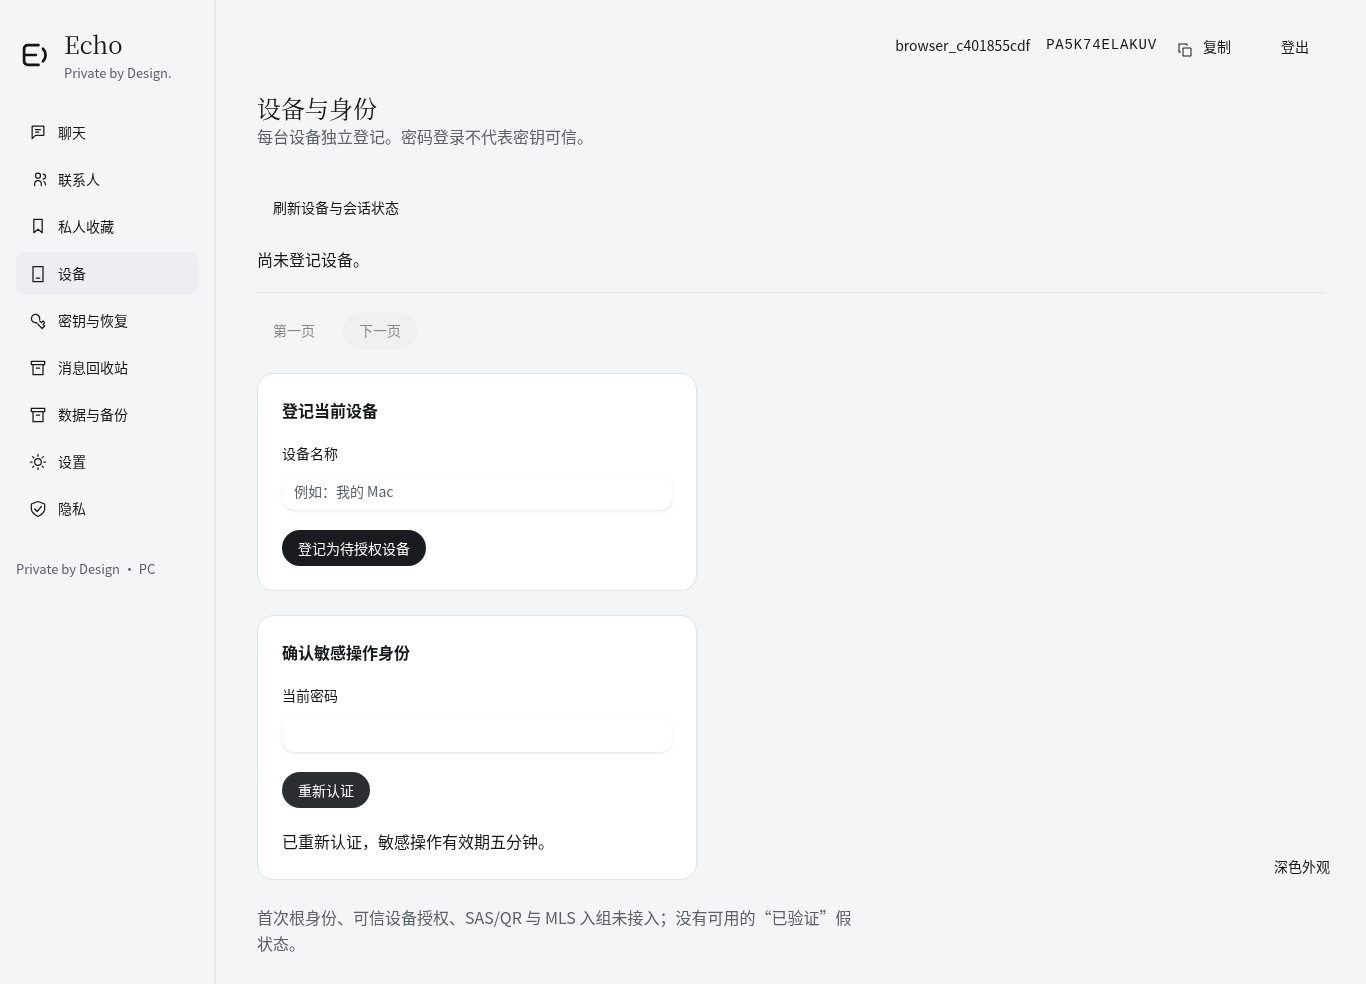 Echo
Private by Design.
聊天
联系人
私人收藏
设备
密钥与恢复
消息回收站
数据与备份
设置
隐私
Private by Design · PC
browser_c401855cdf PA5K74ELAKUV 复制 登出
设备与身份
每台设备独立登记。密码登录不代表密钥可信。
刷新设备与会话状态
尚未登记设备。
第一页 下一页
登记当前设备
设备名称
例如：我的 Mac
登记为待授权设备
确认敏感操作身份
当前密码
重新认证
已重新认证，敏感操作有效期五分钟。
深色外观
首次根身份、可信设备授权、SAS/QR 与 MLS 入组未接入；没有可用的“已验证”假
状态。